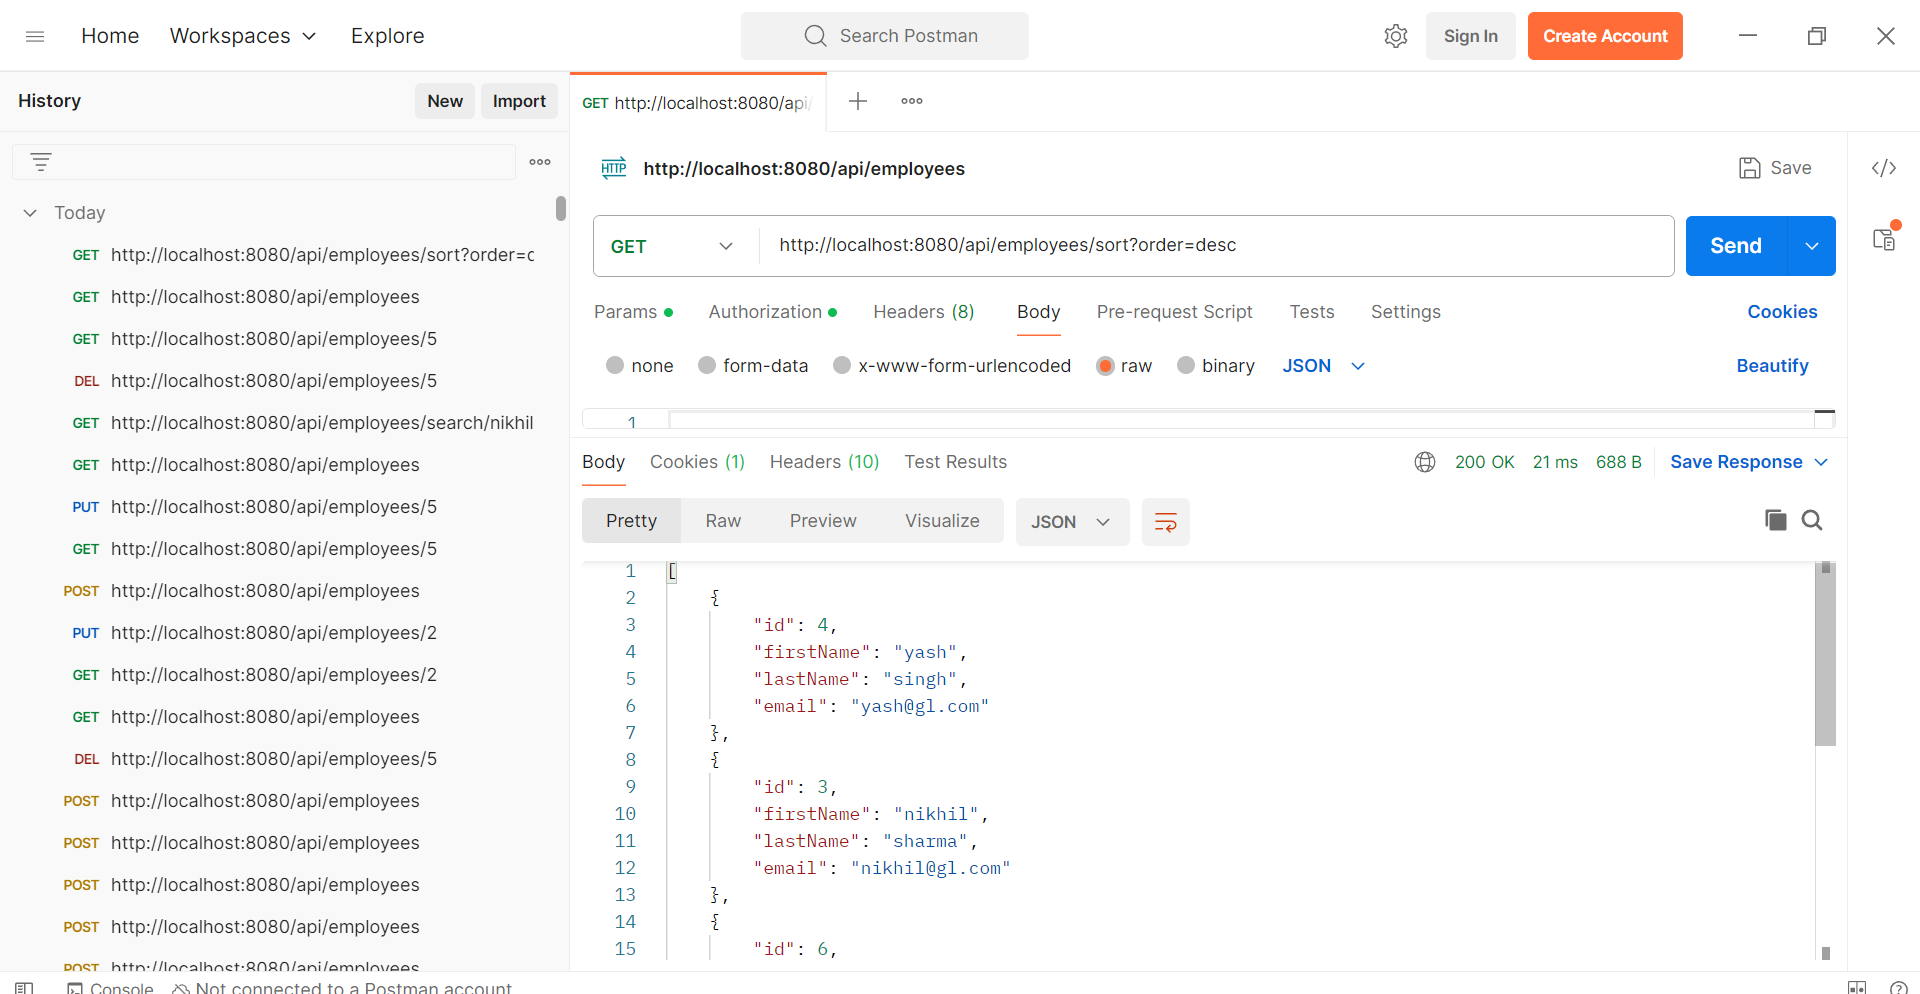 Home Workspaces Explore Search Postman Sign In Create Account
History New Import
GET http://localhost:8080/api/
HTTP http://localhost:8080/api/employees Save
Today
GET http://localhost:8080/api/employees/sort?order=
GET http://localhost:8080/api/employees
GET http://localhost:8080/api/employees/5
DEL http://localhost:8080/api/employees/5
GET http://localhost:8080/api/employees/search/nikhil
GET http://localhost:8080/api/employees
PUT http://localhost:8080/api/employees/5
GET http://localhost:8080/api/employees/5
POST http://localhost:8080/api/employees
PUT http://localhost:8080/api/employees/2
GET http://localhost:8080/api/employees/2
GET http://localhost:8080/api/employees
DEL http://localhost:8080/api/employees/5
POST http://localhost:8080/api/employees
POST http://localhost:8080/api/employees
POST http://localhost:8080/api/employees
POST http://localhost:8080/api/employees
POST http://localhost:8080/api/employees
GET http://localhost:8080/api/employees/sort?order=desc Send
Params Authorization Headers (8) Body Pre-request Script Tests Settings Cookies
none form-data x-www-form-urlencoded raw binary JSON Beautify
1
Body Cookies (1) Headers (10) Test Results 200 OK 21 ms 688 B Save Response
Pretty Raw Preview Visualize JSON
1 [
2 {
3 "id": 4,
4 "firstName": "yash",
5 "lastName": "singh",
6 "email": "yash@gl.com"
7 },
8 {
9 "id": 3,
10 "firstName": "nikhil",
11 "lastName": "sharma",
12 "email": "nikhil@gl.com"
13 },
14 {
15 "id": 6,
Console Not connected to a Postman account